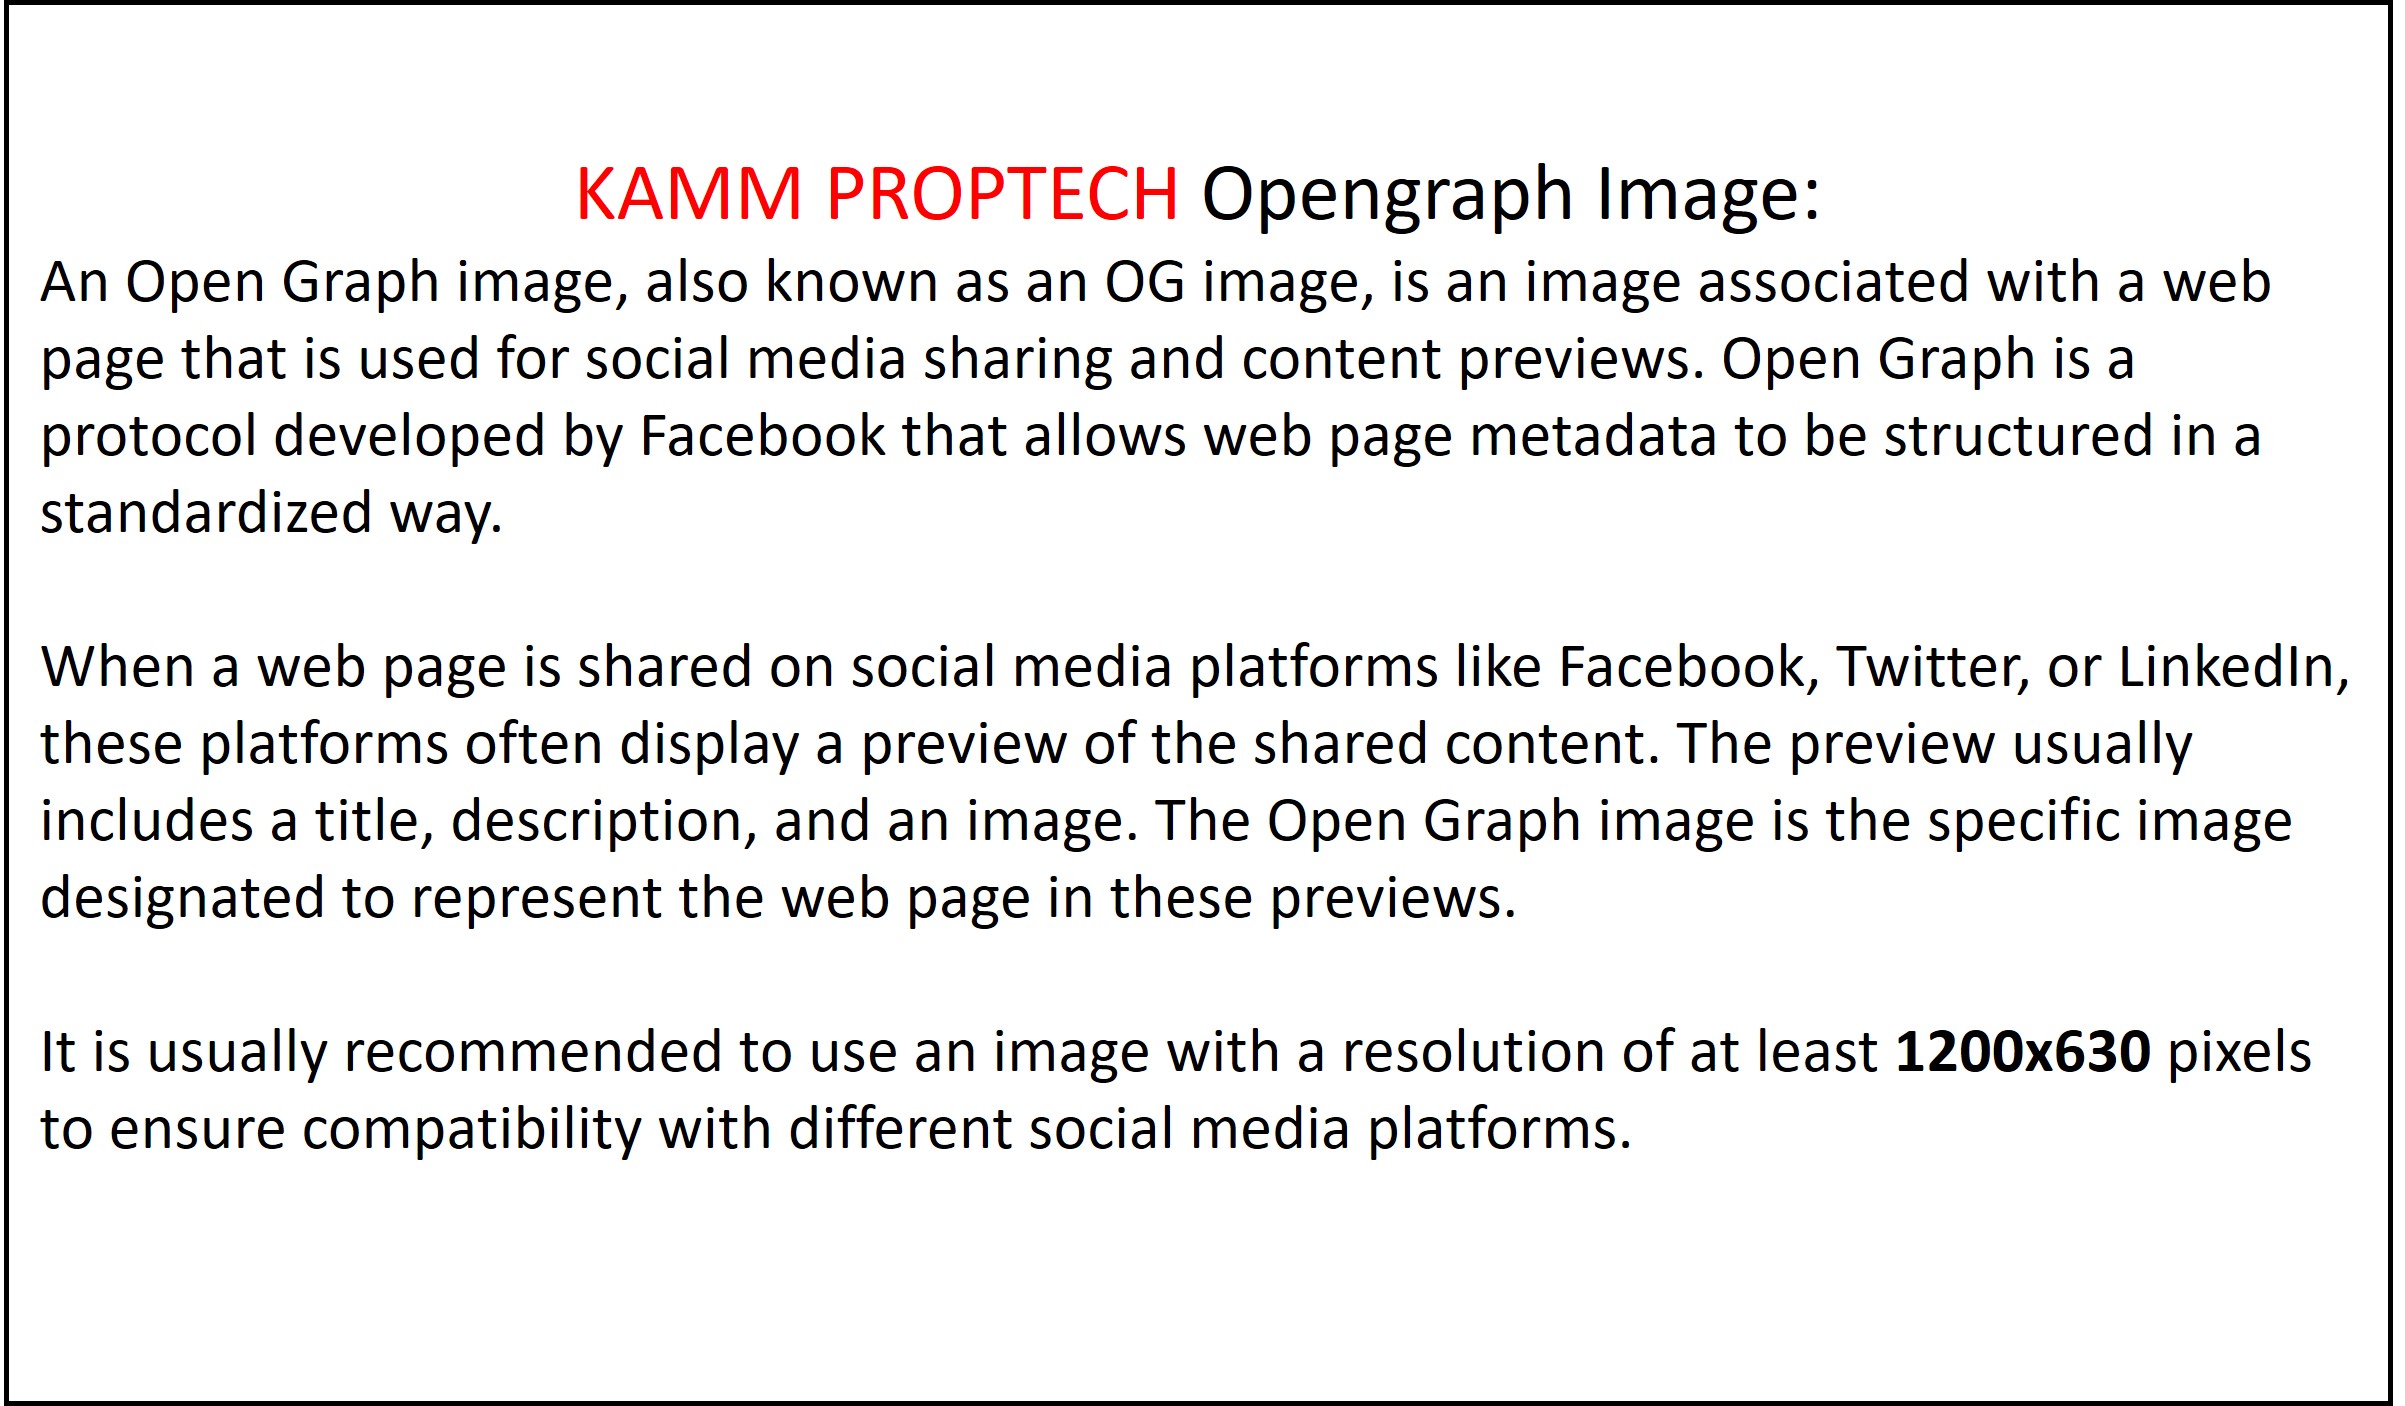 KAMM PROPTECH Opengraph Image:
An Open Graph image, also known as an OG image, is an image associated with a web
page that is used for social media sharing and content previews. Open Graph is a
protocol developed by Facebook that allows web page metadata to be structured in a
standardized way.
When a web page is shared on social media platforms like Facebook, Twitter, or LinkedIn,
these platforms often display a preview of the shared content. The preview usually
includes a title, description, and an image. The Open Graph image is the specific image
designated to represent the web page in these previews.
It is usually recommended to use an image with a resolution of at least 1200x630 pixels
to ensure compatibility with different social media platforms.